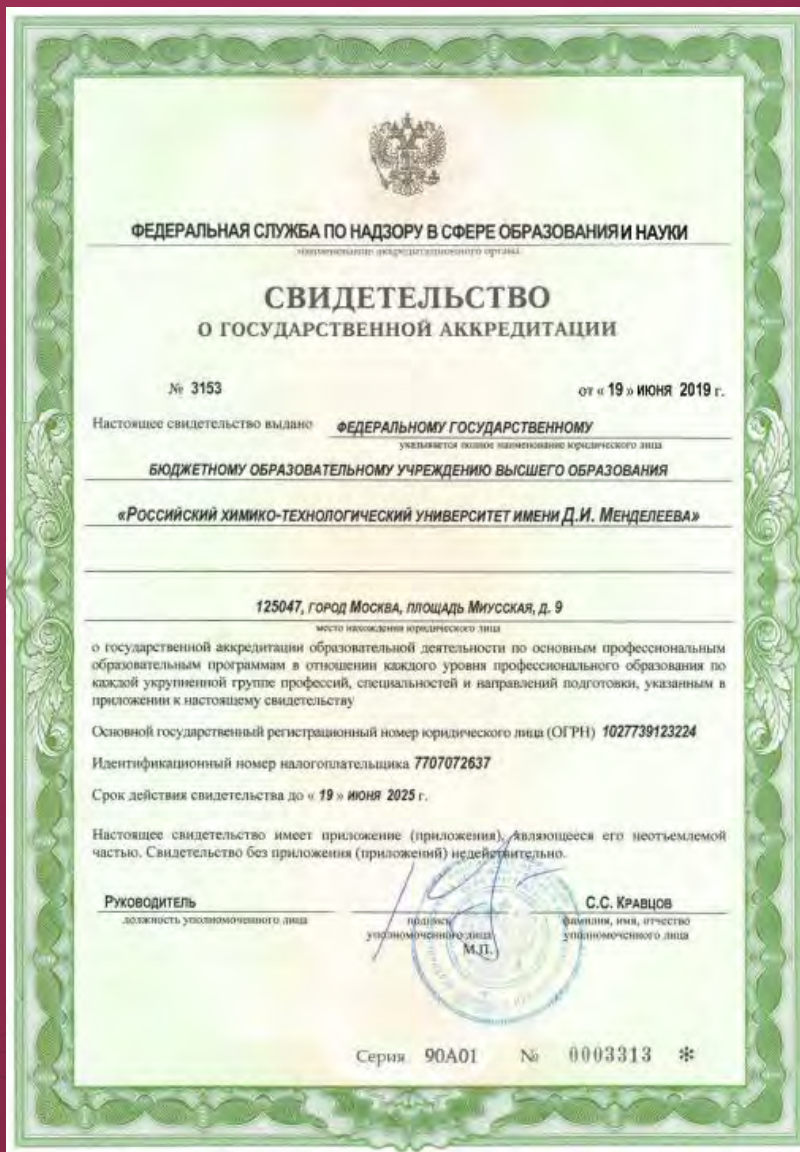 ФЕДЕРАЛЬНАЯ СЛУЖБА ПО НАДЗОРУ В СФЕРЕ ОБРАЗОВАНИЯ И НАУКИ
наименование аккредитационного органа
СВИДЕТЕЛЬСТВО
О ГОСУДАРСТВЕННОЙ АККРЕДИТАЦИИ
№ 3153 от « 19 » ИЮНЯ 2019 г.
Настоящее свидетельство выдано ФЕДЕРАЛЬНОМУ ГОСУДАРСТВЕННОМУ
указывается полное наименование юридического лица
БЮДЖЕТНОМУ ОБРАЗОВАТЕЛЬНОМУ УЧРЕЖДЕНИЮ ВЫСШЕГО ОБРАЗОВАНИЯ
«РОССИЙСКИЙ ХИМИКО-ТЕХНОЛОГИЧЕСКИЙ УНИВЕРСИТЕТ ИМЕНИ Д.И. МЕНДЕЛЕЕВА»
125047, ГОРОД МОСКВА, ПЛОЩАДЬ МИУССКАЯ, Д. 9
место нахождения юридического лица
о государственной аккредитации образовательной деятельности по основным профессиональным
образовательным программам в отношении каждого уровня профессионального образования по
каждой укрупненной группе профессий, специальностей и направлений подготовки, указанным в
приложении к настоящему свидетельству
Основной государственный регистрационный номер юридического лица (ОГРН) 1027739123224
Идентификационный номер налогоплательщика 7707072637
Срок действия свидетельства до « 19 » ИЮНЯ 2025 г.
Настоящее свидетельство имеет приложение (приложения), являющееся его неотъемлемой
частью. Свидетельство без приложения (приложений) недействительно.
РУКОВОДИТЕЛЬ С.С. КРАВЦОВ
должность уполномоченного лица подпись фамилия, имя, отчество
уполномоченного лица уполномоченного лица
М.П.
Серия 90А01 № 0003313 *